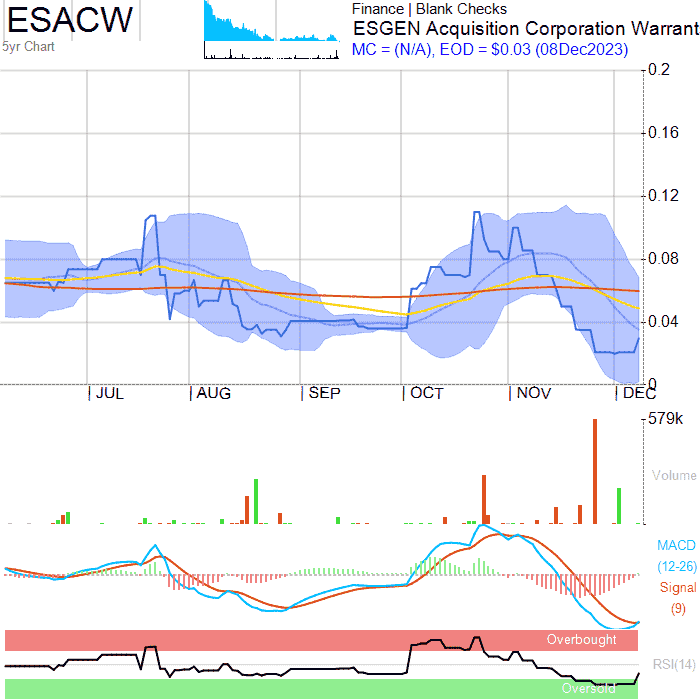 ESACW
5yr Chart
Finance | Blank Checks
ESGEN Acquisition Corporation Warrant
MC = (N/A), EOD = $0.03 (08Dec2023)
0.2
0.16
0.12
0.08
0.04
0
JUL AUG SEP OCT NOV DEC
579k
Volume
MACD
(12-26)
Signal
(9)
Overbought
RSI(14)
Oversold